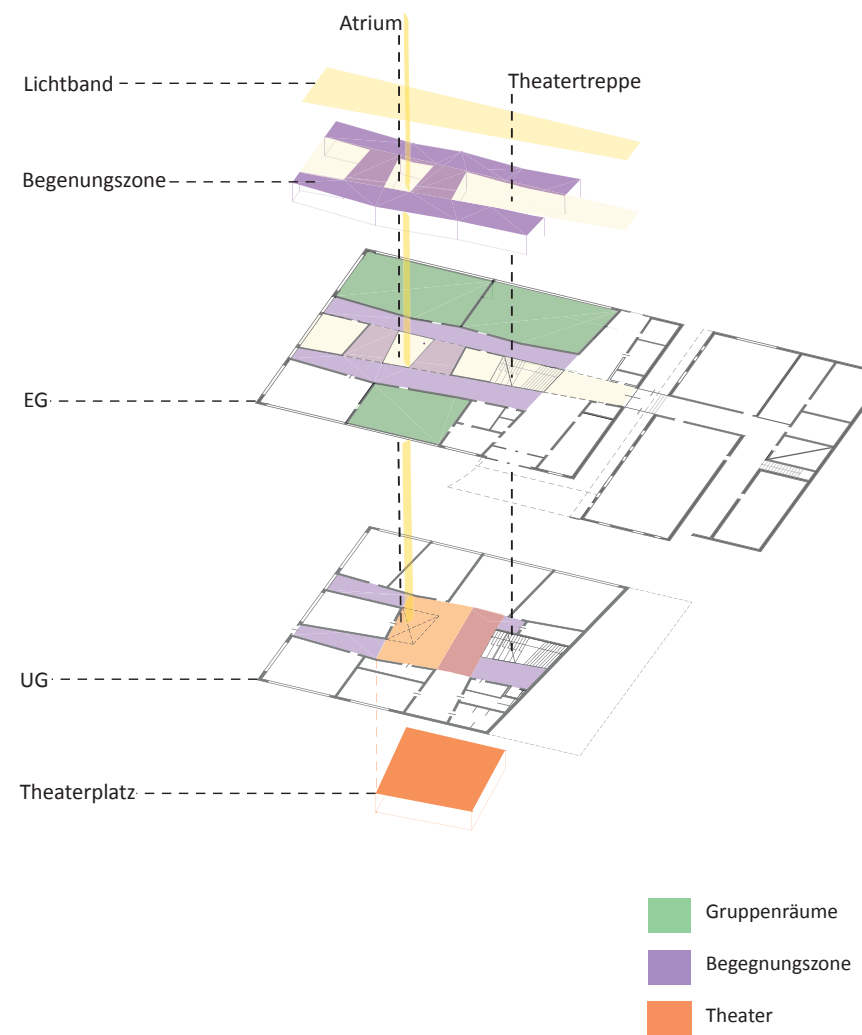 Atrium
Lichtband
Theatertreppe
Begenungszone
EG
UG
Theaterplatz
Gruppenräume
Begegnungszone
Theater